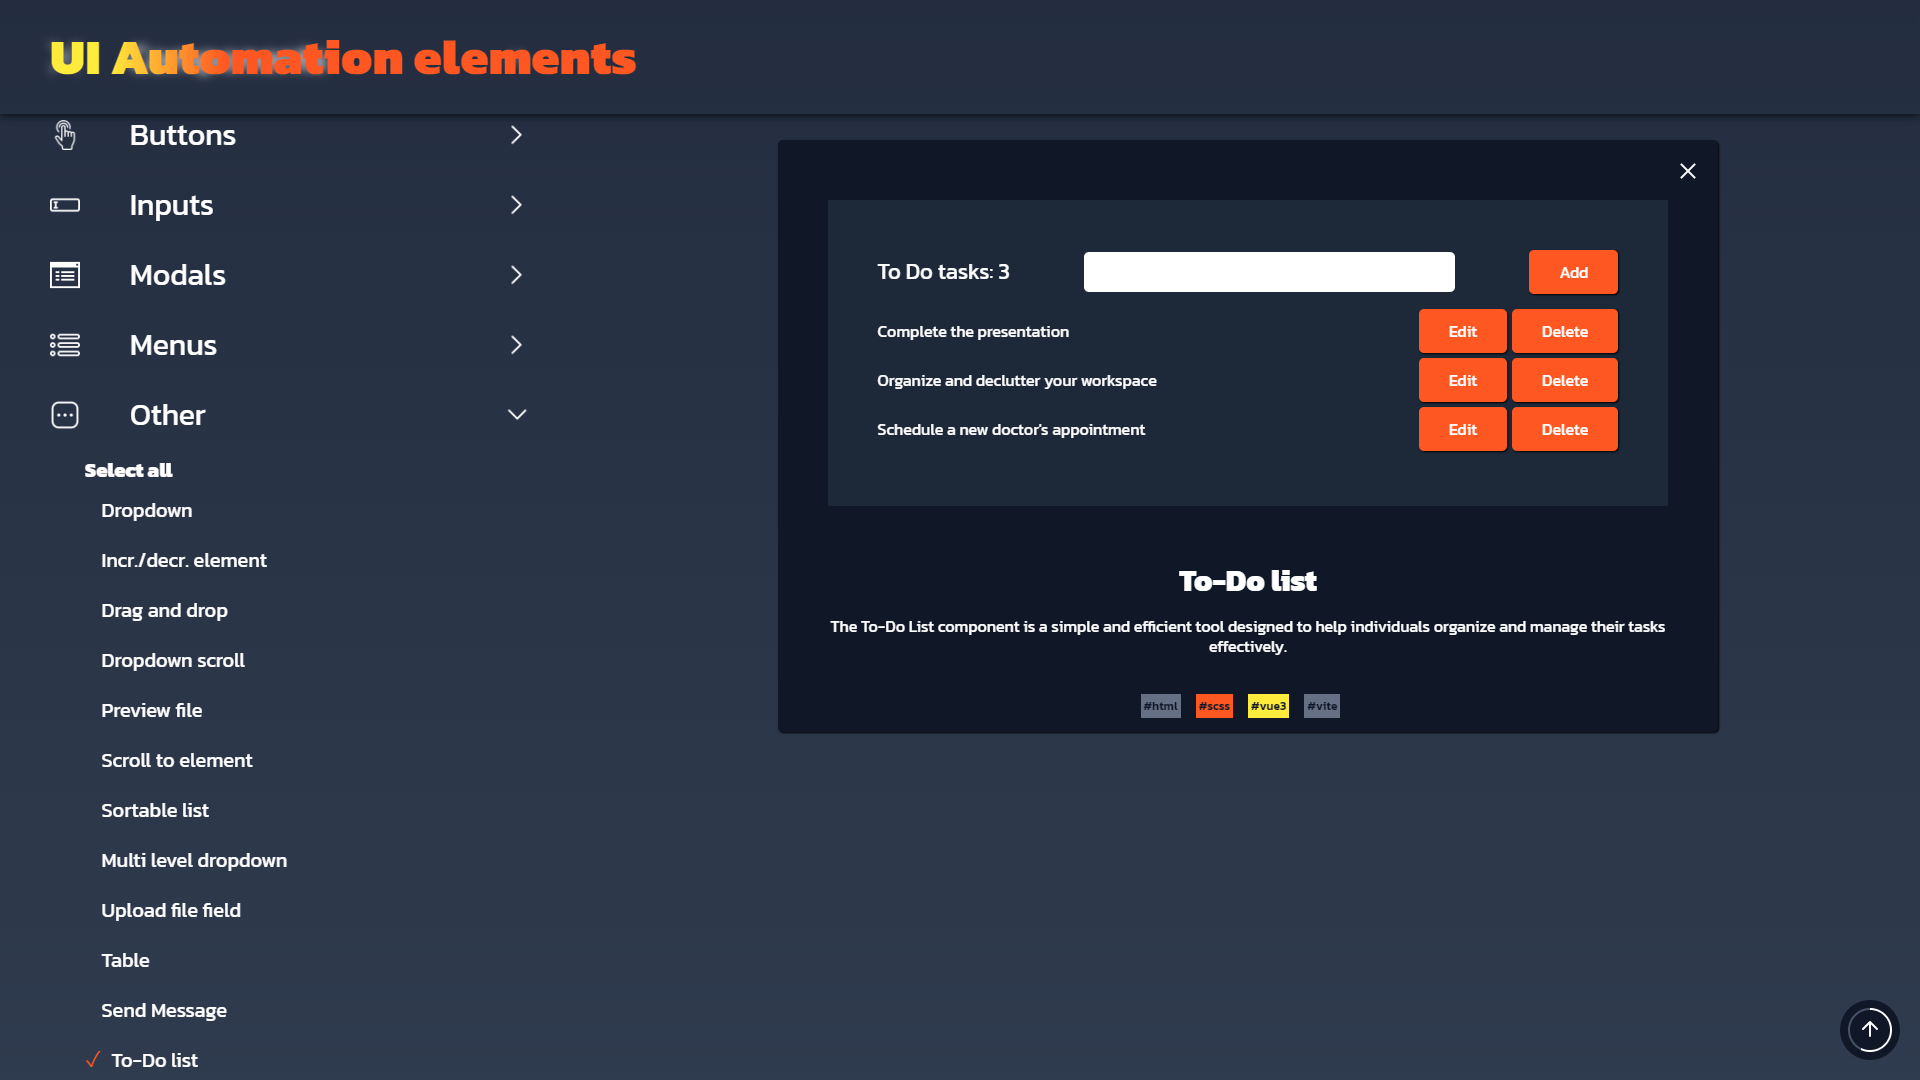 UI Automation elements
Buttons
Inputs
Modals
Menus
Other
Select all
Dropdown
Incr./decr. element
Drag and drop
Dropdown scroll
Preview file
Scroll to element
Sortable list
Multi level dropdown
Upload file field
Table
Send Message
To-Do list
To Do tasks: 3
Add
Complete the presentation
Edit
Delete
Organize and declutter your workspace
Edit
Delete
Schedule a new doctor's appointment
Edit
Delete
To-Do list
The To-Do List component is a simple and efficient tool designed to help individuals organize and manage their tasks
effectively.
#html #scss #vue3 #vite